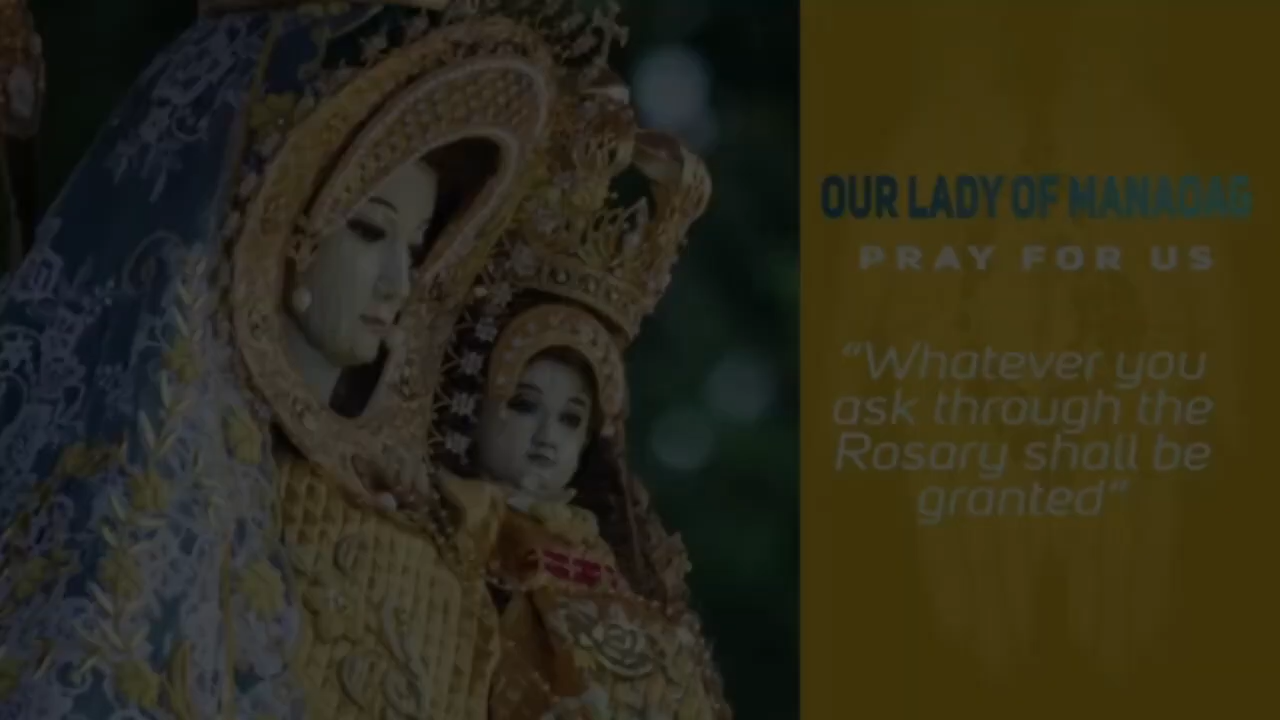 OUR LADY OF MANAOAG
PRAY FOR US
“Whatever you
ask through the
Rosary shall be
granted“